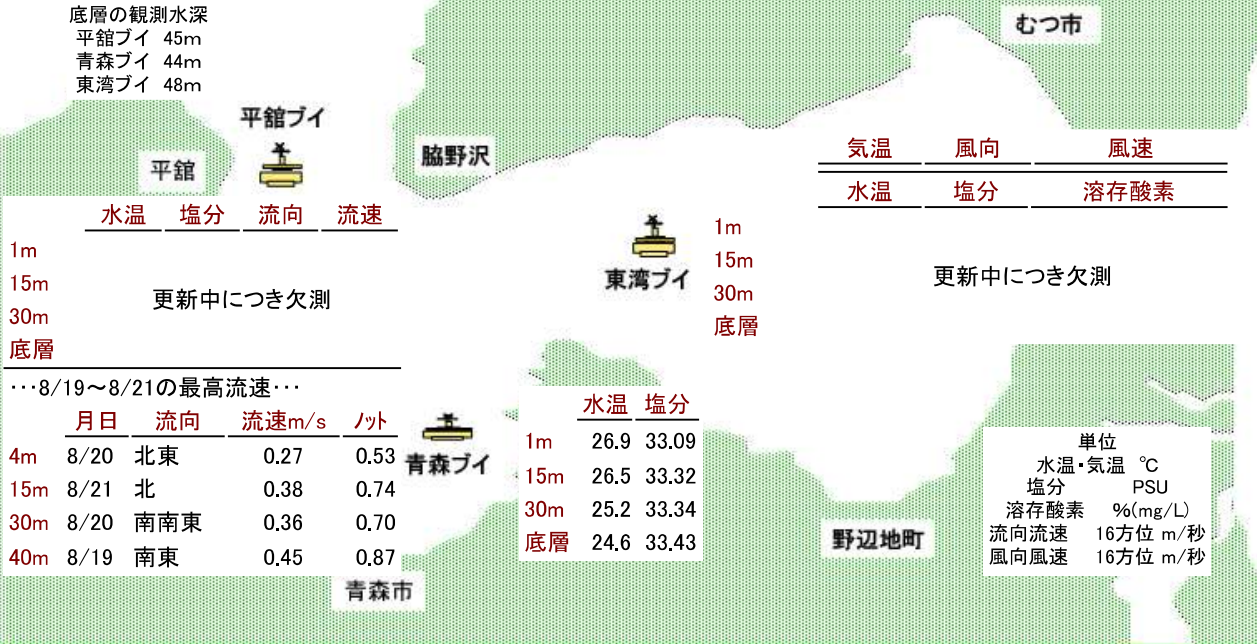 底層の観測水深
平舘ブイ 45m
青森ブイ 44m
東湾ブイ 48m
むつ市
平舘ブイ
脇野沢
平舘
気温 風向 風速
水温 塩分 溶存酸素
1m
15m
30m
底層
更新中につき欠測
東湾ブイ
水温 塩分 流向 流速
1m
15m
30m
底層
更新中につき欠測
…8/19～8/21の最高流速…
月日 流向 流速m/s ノット
4m 8/20 北東 0.27 0.53
15m 8/21 北 0.38 0.74
30m 8/20 南南東 0.36 0.70
40m 8/19 南東 0.45 0.87
青森ブイ
水温 塩分
1m 26.9 33.09
15m 26.5 33.32
30m 25.2 33.34
底層 24.6 33.43
単位
水温・気温 ℃
塩分 PSU
溶存酸素 %(mg/L)
流向流速 16方位 m/秒
風向風速 16方位 m/秒
野辺地町
青森市